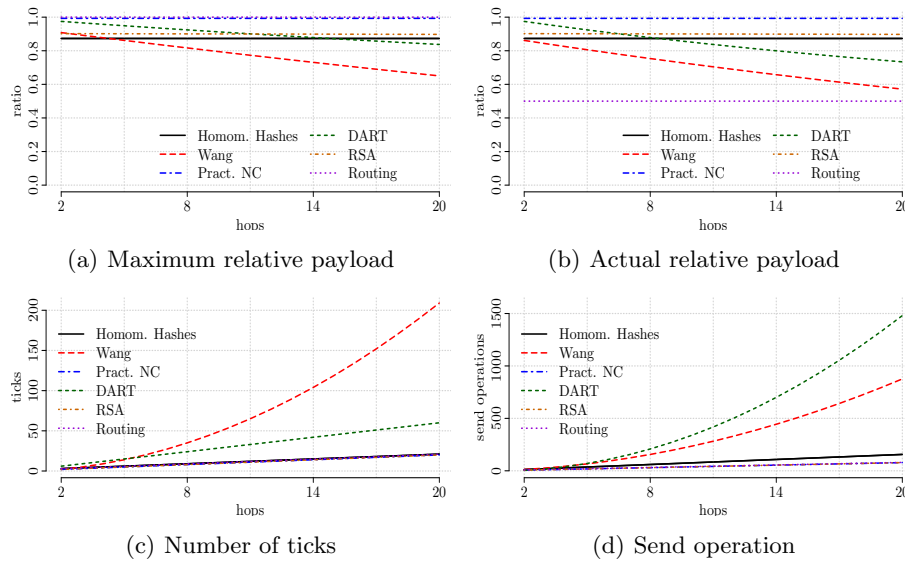 ratio
0.0 0.2 0.4 0.6 0.8 1.0
Homom. Hashes
Wang
Pract. NC
DART
RSA
Routing
2 8 14 20
hops
(a) Maximum relative payload
ratio
0.0 0.2 0.4 0.6 0.8 1.0
Homom. Hashes
Wang
Pract. NC
DART
RSA
Routing
2 8 14 20
hops
(b) Actual relative payload
ticks
0 50 100 150 200
Homom. Hashes
Wang
Pract. NC
DART
RSA
Routing
2 8 14 20
hops
(c) Number of ticks
send operations
0 500 1000 1500
Homom. Hashes
Wang
Pract. NC
DART
RSA
Routing
2 8 14 20
hops
(d) Send operation